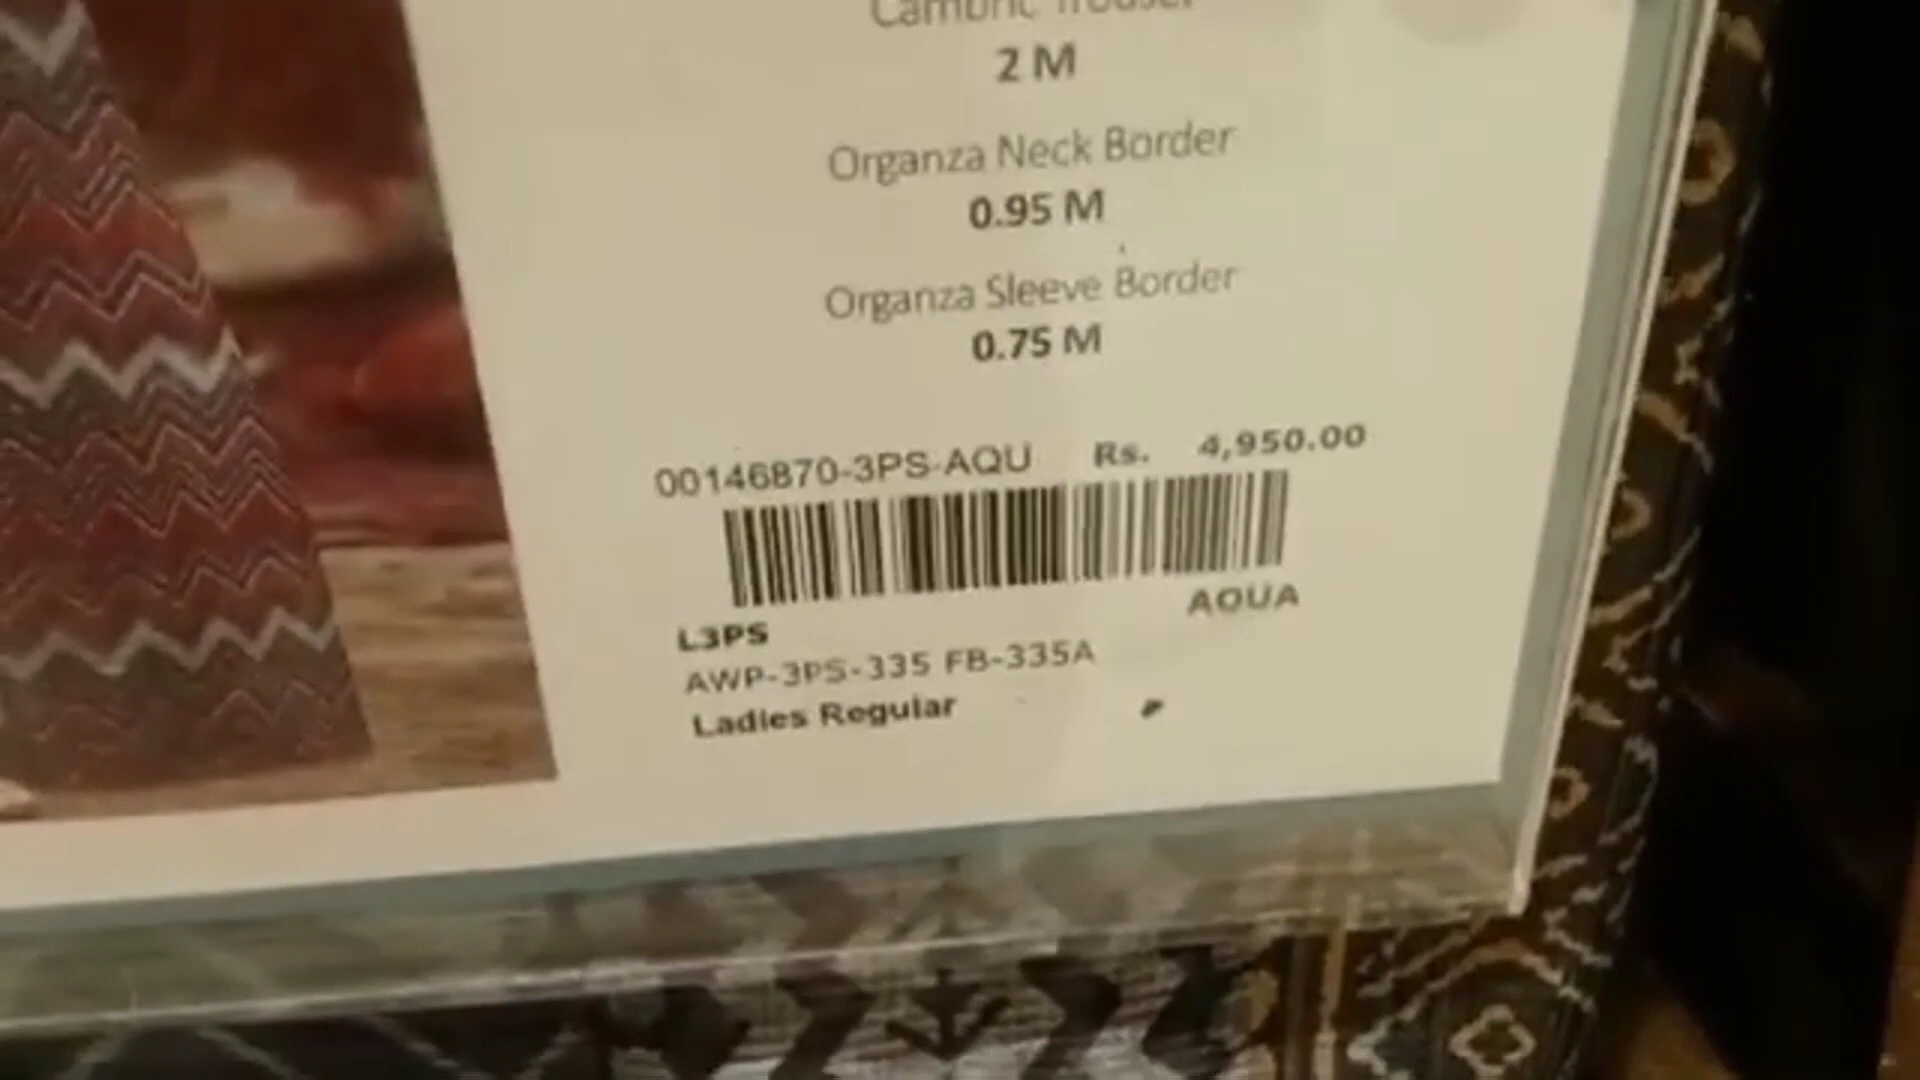 Cambric Trouser
2 M
Organza Neck Border
0.95 M
Organza Sleeve Border
0.75 M
00146870-3PS-AQU Rs. 4,950.00
AQUA
L3PS
AWP-3PS-335 FB-335A
Ladies Regular